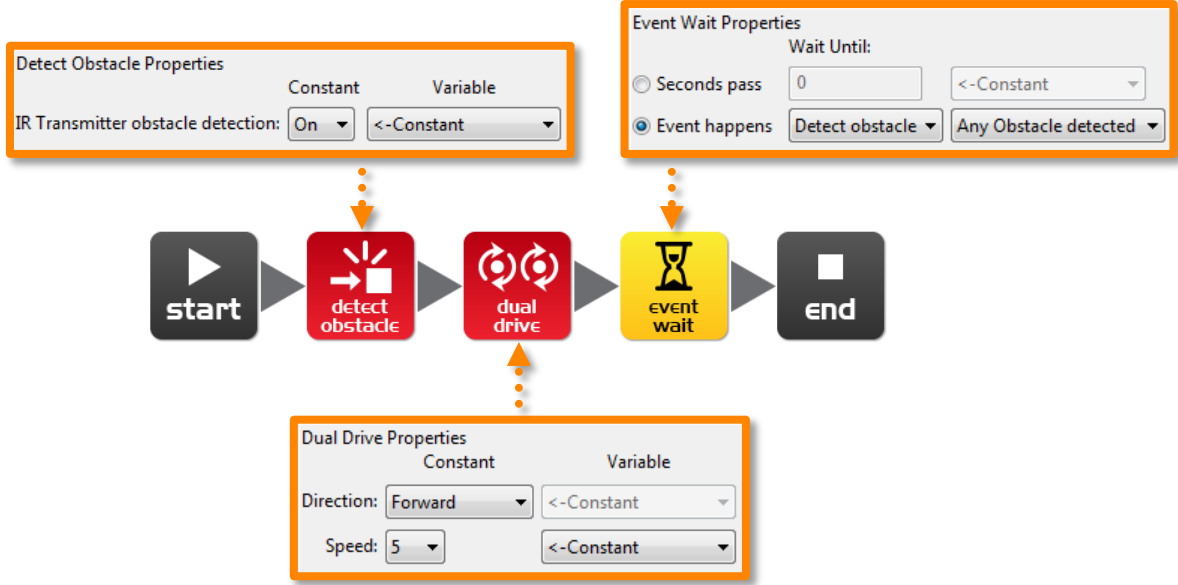 Detect Obstacle Properties
Constant Variable
IR Transmitter obstacle detection: On <-Constant
Event Wait Properties
Wait Until:
Seconds pass 0 <-Constant
Event happens Detect obstacle Any Obstacle detected
start
detect
obstacle
dual
drive
event
wait
end
Dual Drive Properties
Constant Variable
Direction: Forward <-Constant
Speed: 5 <-Constant